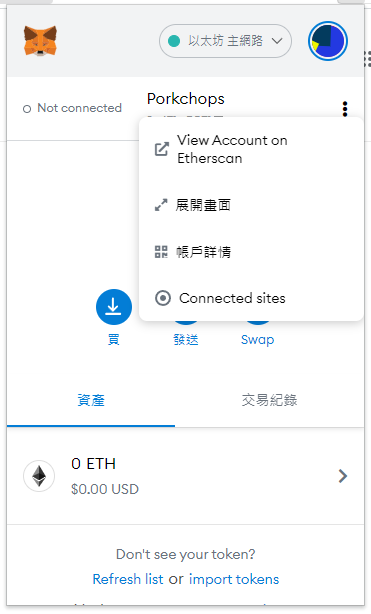 以太坊 主網路
Not connected
Porkchops
View Account on
Etherscan
展開畫面
帳戶詳情
Connected sites
買
發送
Swap
資產
交易紀錄
0 ETH
$0.00 USD
Don't see your token?
Refresh list or import tokens